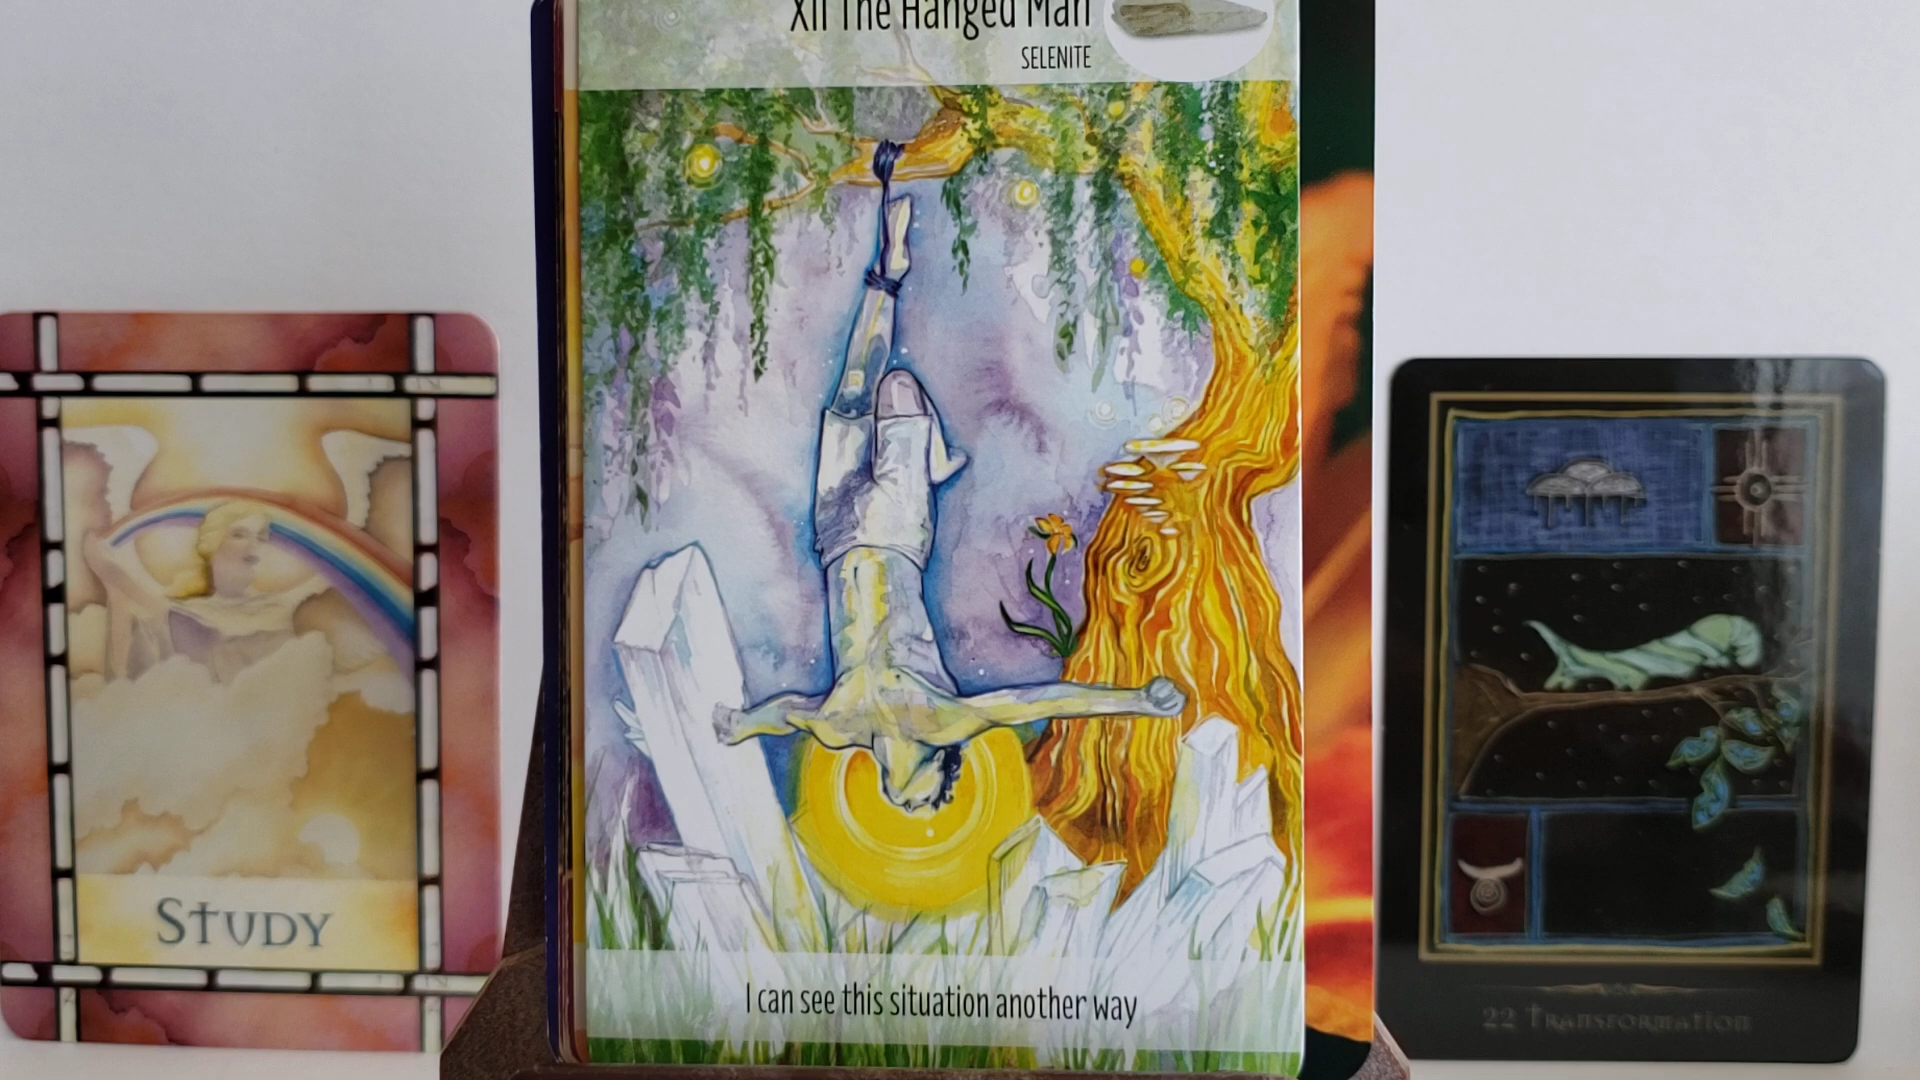 XII The Hanged Man
SELENITE
I can see this situation another way
STUDY
22 TRANSFORMATION